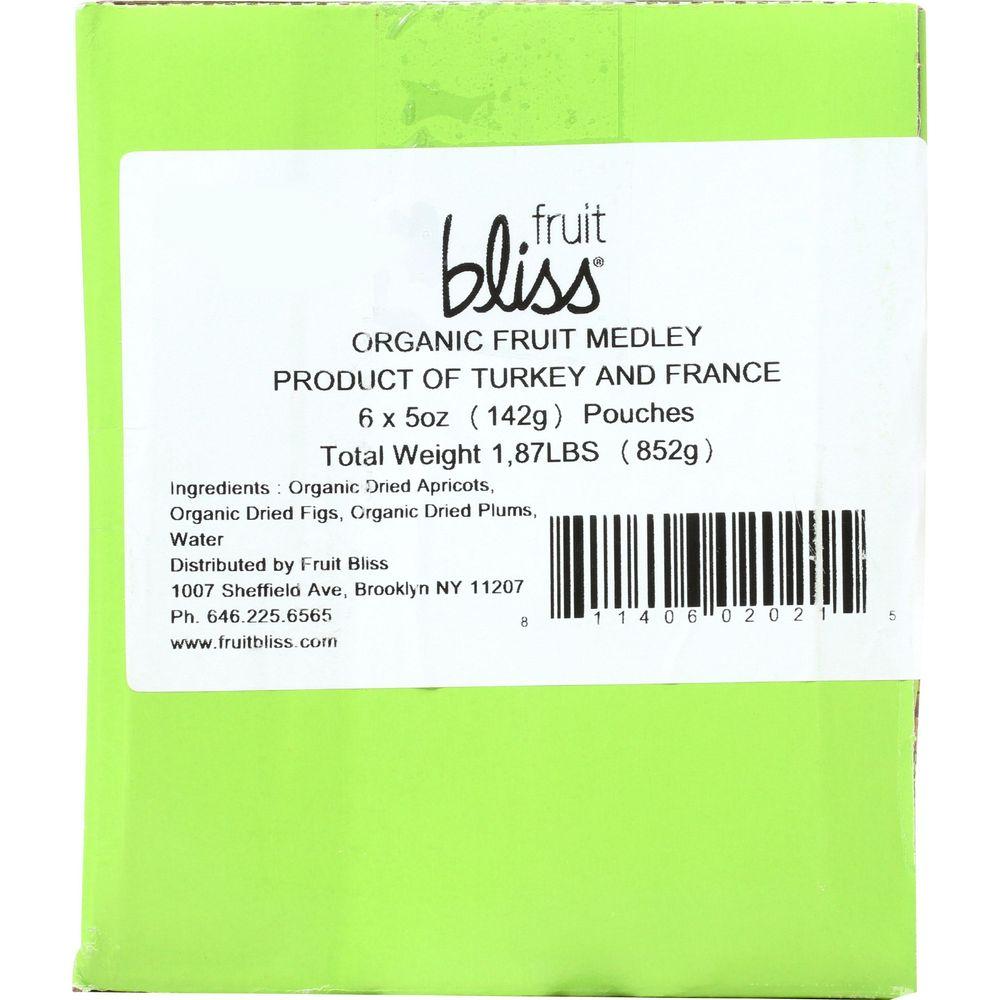 fruit
bliss®
ORGANIC FRUIT MEDLEY
PRODUCT OF TURKEY AND FRANCE
6 x 5oz (142g) Pouches
Total Weight 1,87LBS (852g)
Ingredients : Organic Dried Apricots,
Organic Dried Figs, Organic Dried Plums,
Water
Distributed by Fruit Bliss
1007 Sheffield Ave, Brooklyn NY 11207
Ph. 646.225.6565
www.fruitbliss.com
8 11406 02021 5